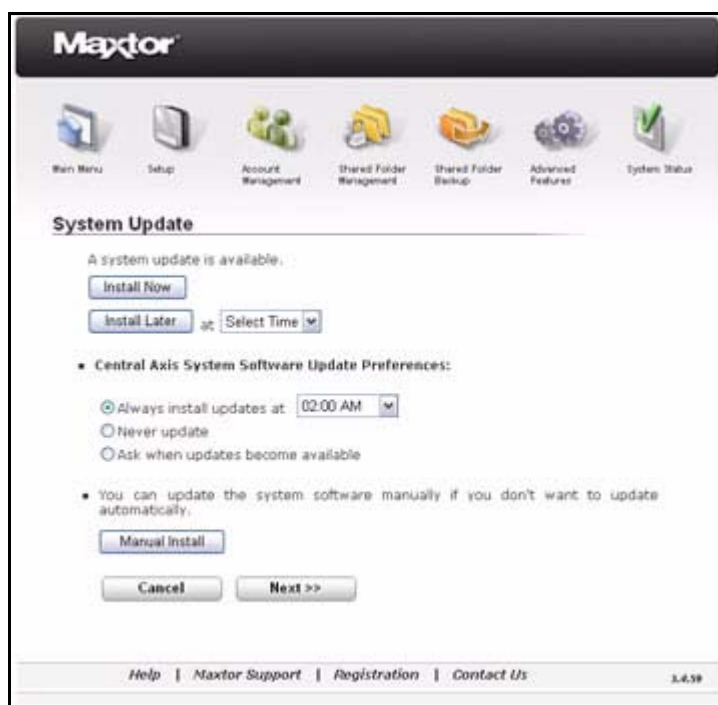 Maxtor
Main Menu
Setup
Account Management
Shared Folder Management
Shared Folder Backup
Advanced Features
System Status
System Update
A system update is available.
Install Now
Install Later at Select Time
Central Axis System Software Update Preferences:
Always install updates at 02:00 AM
Never update
Ask when updates become available
You can update the system software manually if you don't want to update
automatically.
Manual Install
Cancel Next >>
Help | Maxtor Support | Registration | Contact Us